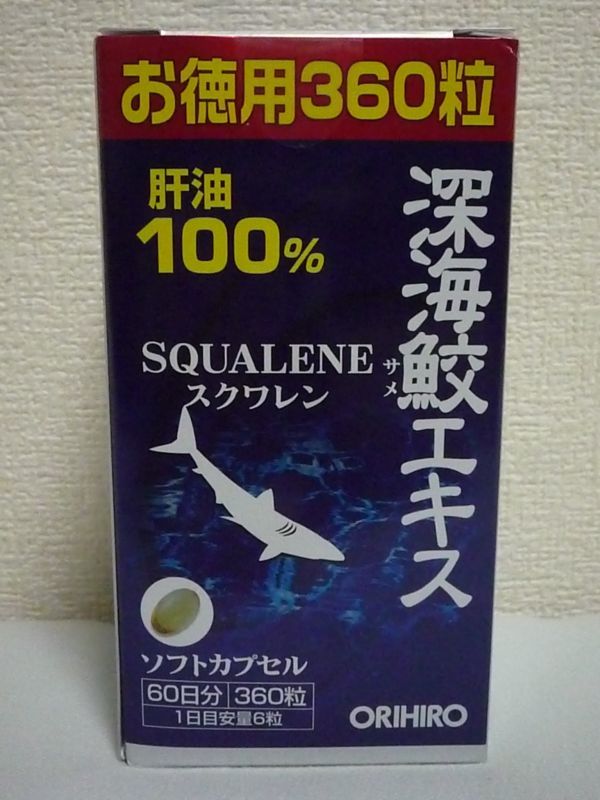 お徳用360粒
肝油
100%
深海鮫エキス
サメ
SQUALENE
スクワレン
ソフトカプセル
60日分 360粒
1日目安量6粒
ORIHIRO